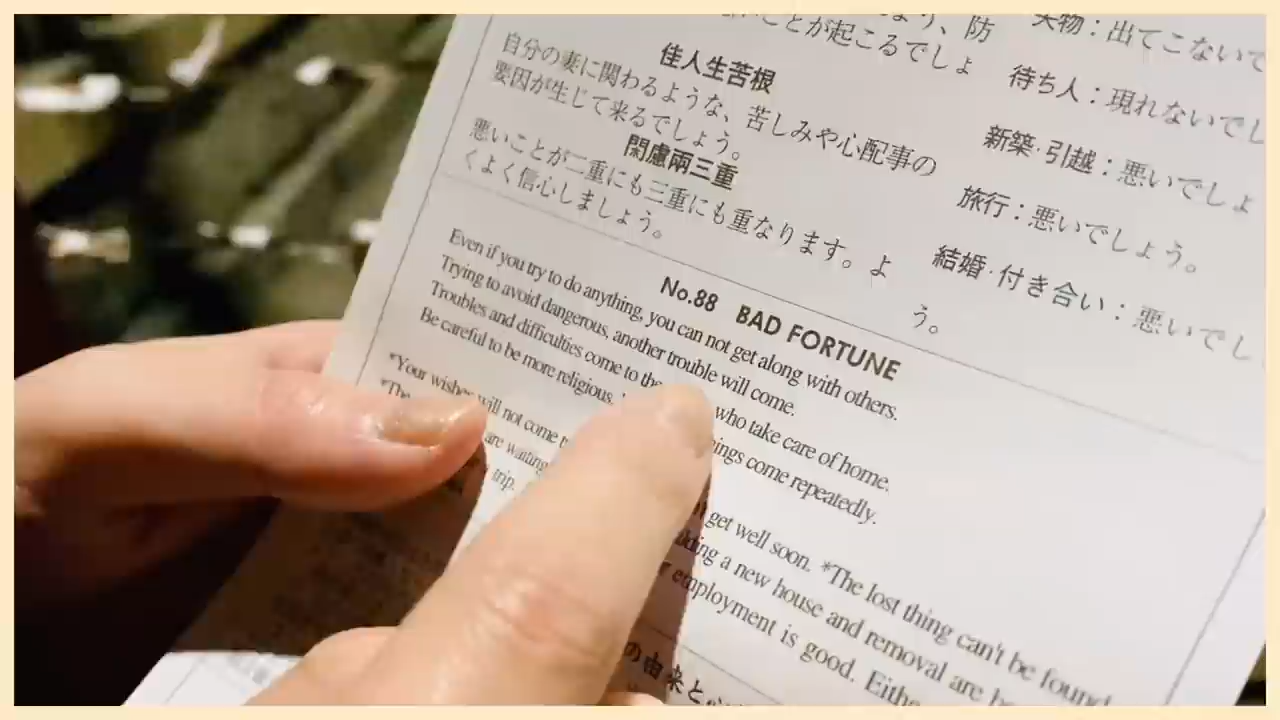 ことが起こるでしょ
よう、防
佳人生苦根
自分の妻に関わるような、苦しみや心配事の
要因が生じて来るでしょう。
閑慮兩三重
悪いことが二重にも三重にも重なります。よ
くよく信心しましょう。
失物：出てこないで
待ち人：現れないでし
新築·引越：悪いでしょ
旅行：悪いでしょう。
結婚·付き合い：悪いでし
う。
No.88 BAD FORTUNE
Even if you try to do anything, you can not get along with others.
Trying to avoid dangerous, another trouble will come.
Troubles and difficulties come to the who take care of home.
Be careful to be more religious. ings come repeatedly.
*Your wishes will not come get well soon. *The lost thing can't be found
*The are waiting lding a new house and removal are
trip. employment is good.
の由来と